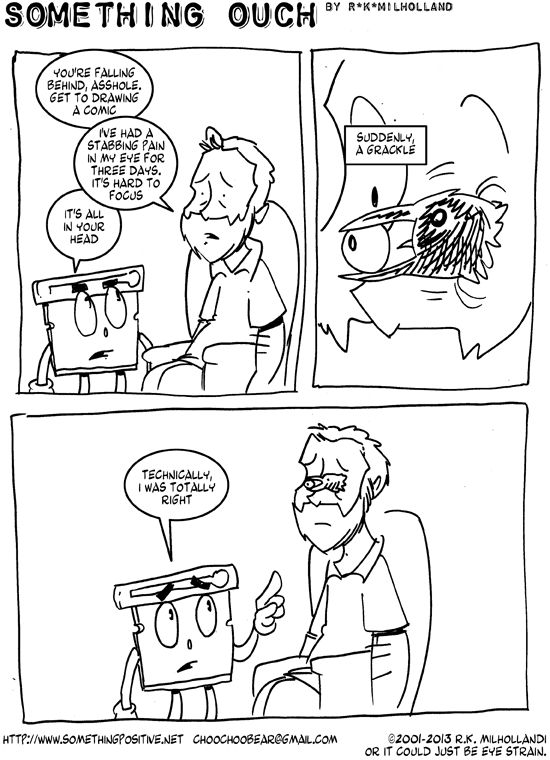 SOMETHING OUCH BY R*K*MILHOLLAND
YOU'RE FALLING
BEHIND, ASSHOLE.
GET TO DRAWING
A COMIC
I'VE HAD A
STABBING PAIN
IN MY EYE FOR
THREE DAYS.
IT'S HARD TO
FOCUS
IT'S ALL
IN YOUR
HEAD
SUDDENLY,
A GRACKLE
TECHNICALLY,
I WAS TOTALLY
RIGHT
HTTP://WWW.SOMETHINGPOSITIVE.NET CHOOCHOOBEAR@GMAIL.COM ©2001-2013 R.K. MILHOLLAND!
OR IT COULD JUST BE EYE STRAIN.